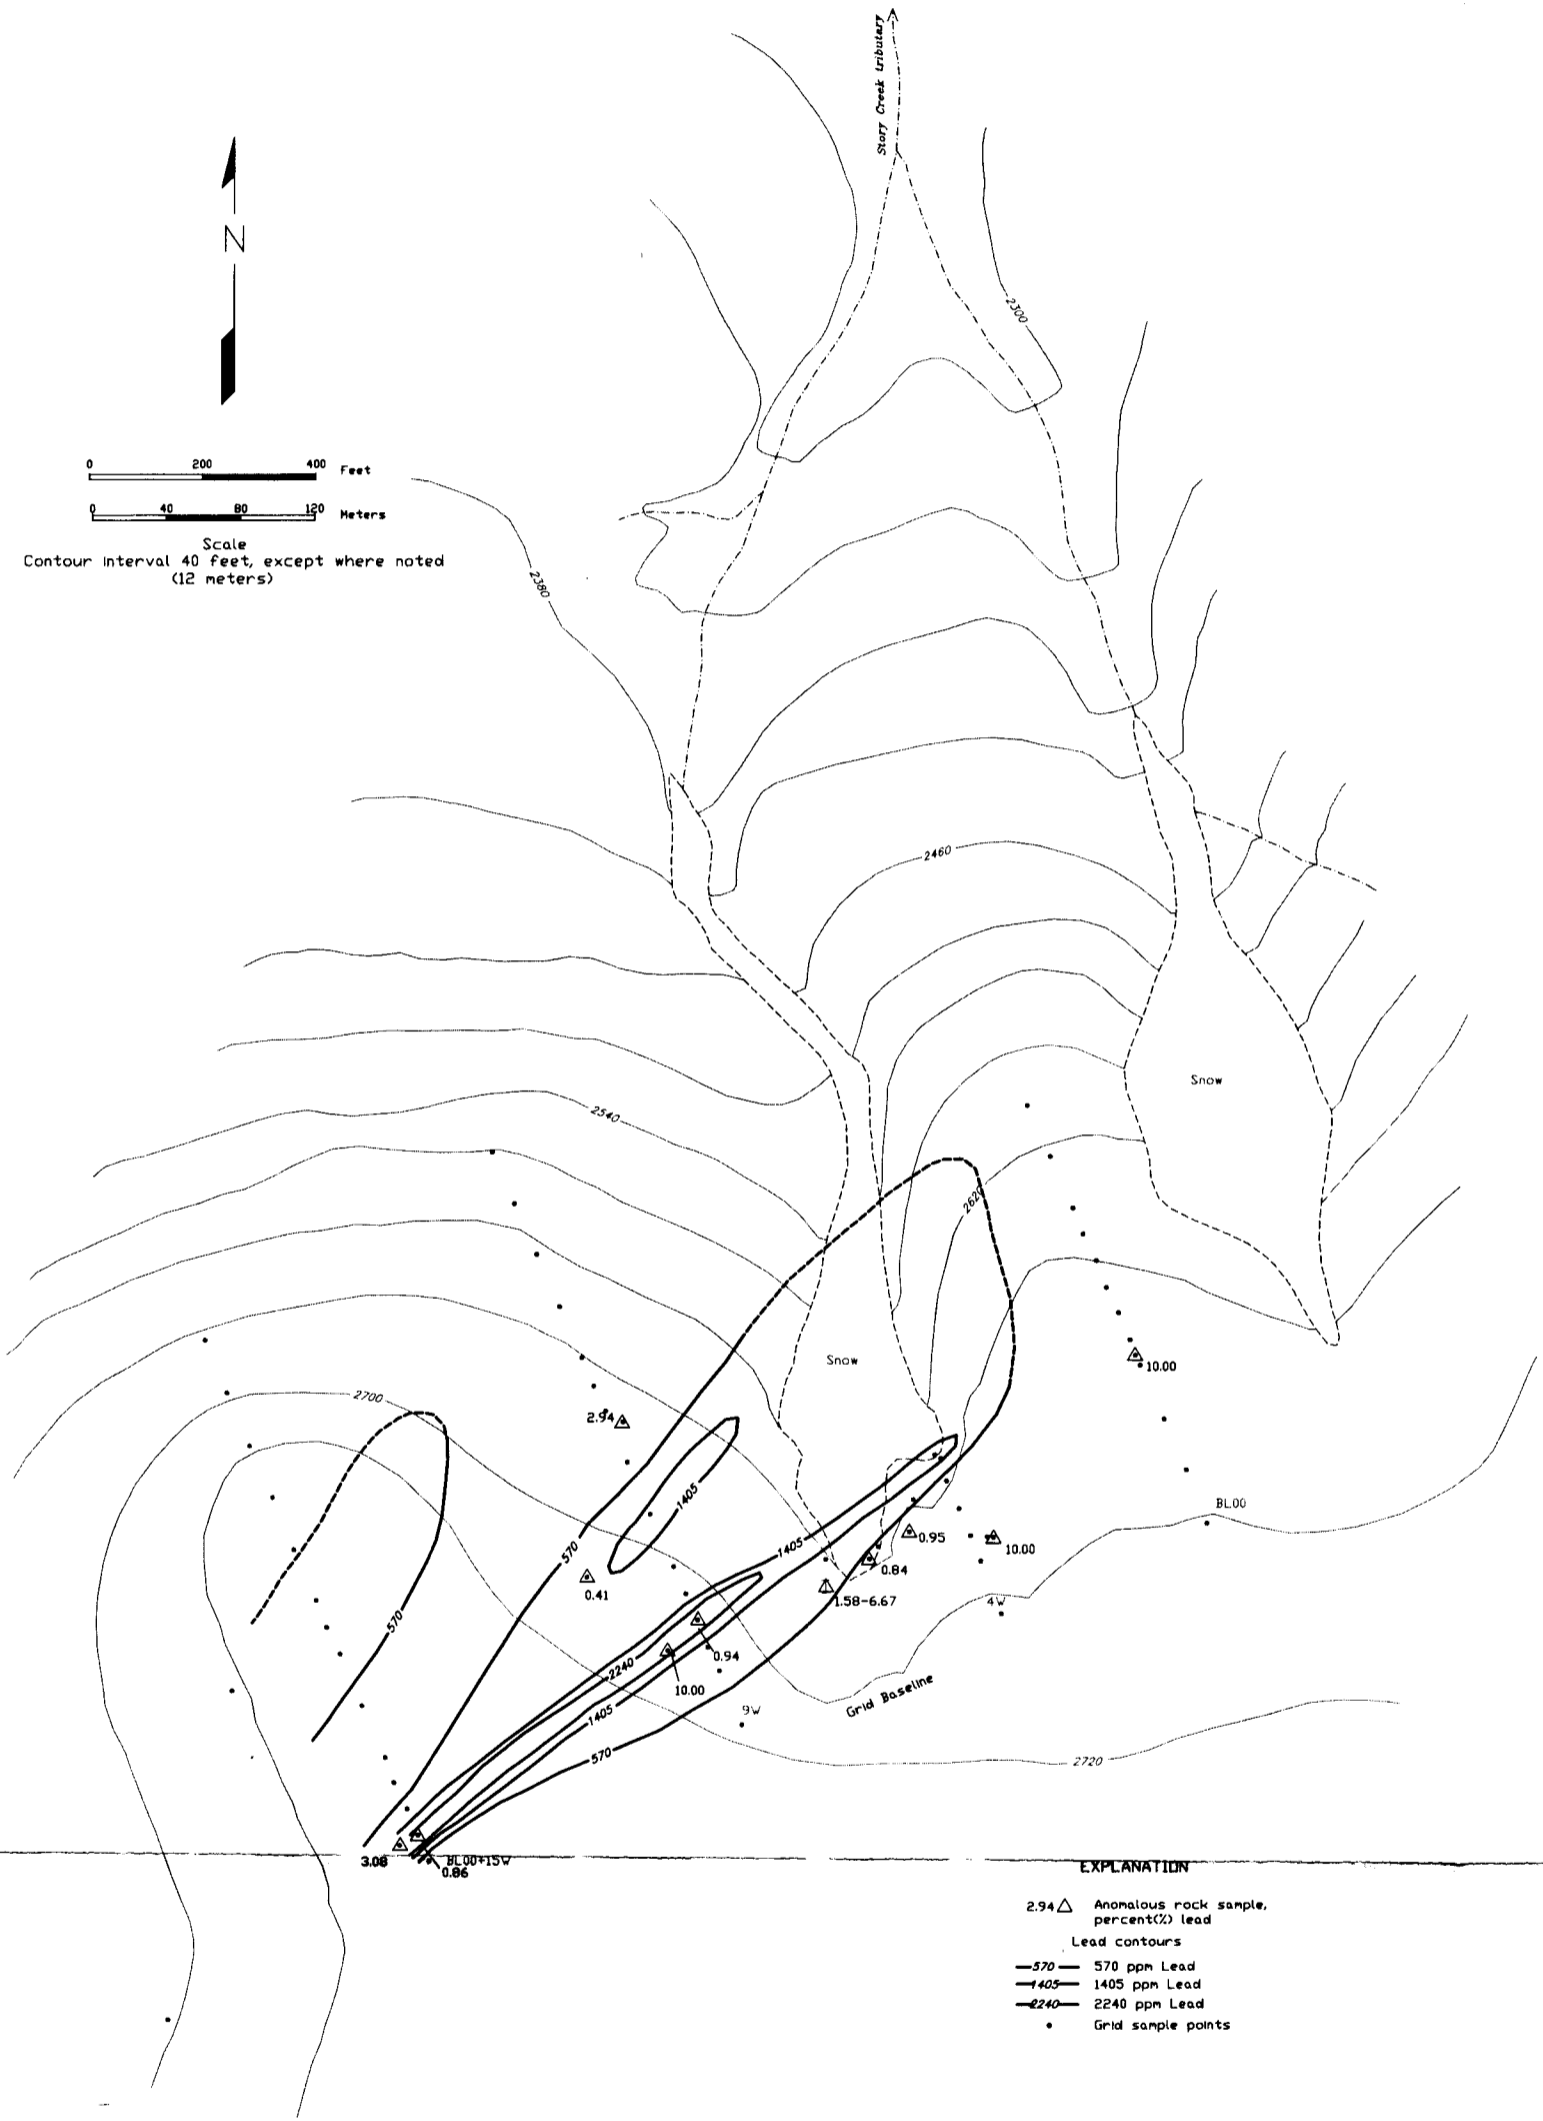 Story Creek tributary
N
2300
0 200 400 Feet
0 40 80 120 Meters
Scale
Contour Interval 40 feet, except where noted
(12 meters)
2380
2460
Snow
2540
2620
Snow
10.00
2700
2.94
1405
BL00
570
1405
0.95
10.00
0.41
0.84
1.58-6.67
4W
570
2240
0.94
10.00
Grid Baseline
1405
9W
570
2720
3.08
BL00+15W
0.86
EXPLANATION
2.94 Anomalous rock sample,
percent(%) lead
Lead contours
570 570 ppm Lead
1405 1405 ppm Lead
2240 2240 ppm Lead
Grid sample points